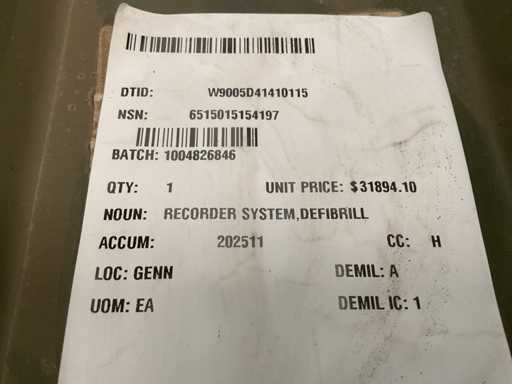 DTID: W9005D41410115
NSN: 6515015154197
BATCH: 1004826846
QTY: 1 UNIT PRICE: $31894.10
NOUN: RECORDER SYSTEM,DEFIBRILL
ACCUM: 202511 CC: H
LOC: GENN DEMIL: A
UOM: EA DEMIL IC: 1